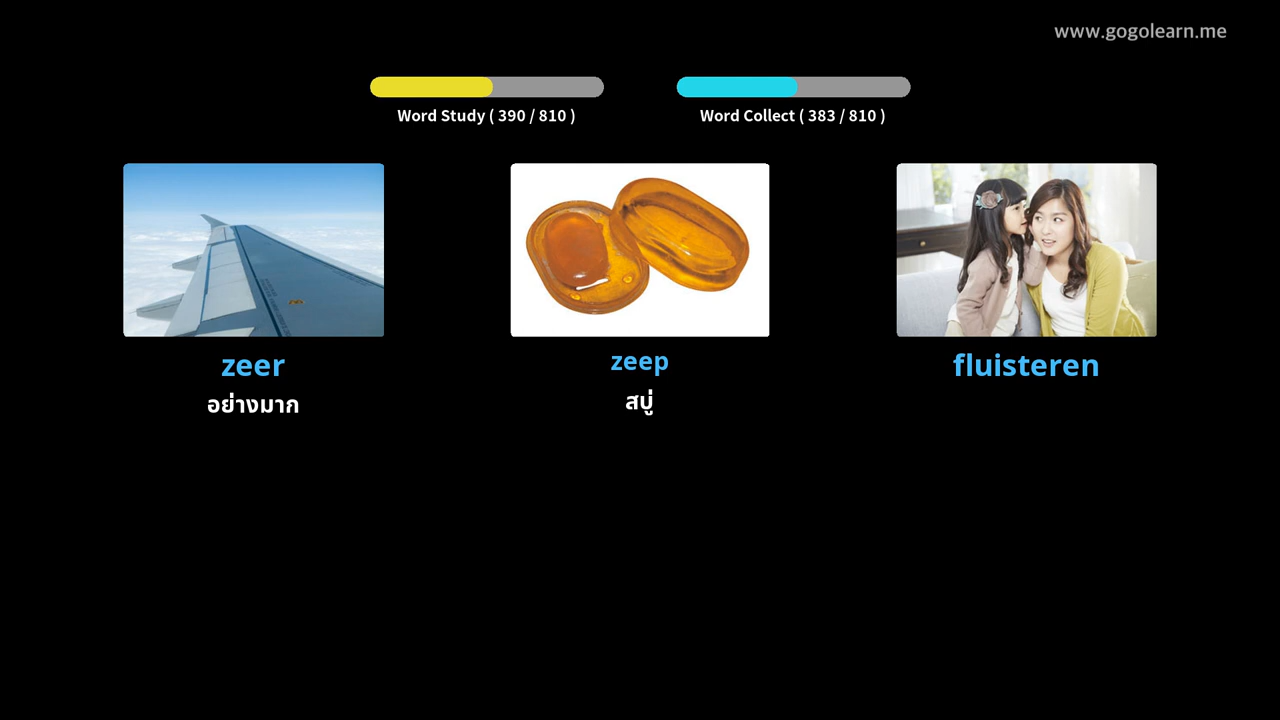 www.gogolearn.me
Word Study ( 390 / 810 )
Word Collect ( 383 / 810 )
zeer
อย่างมาก
zeep
สบู่
fluisteren